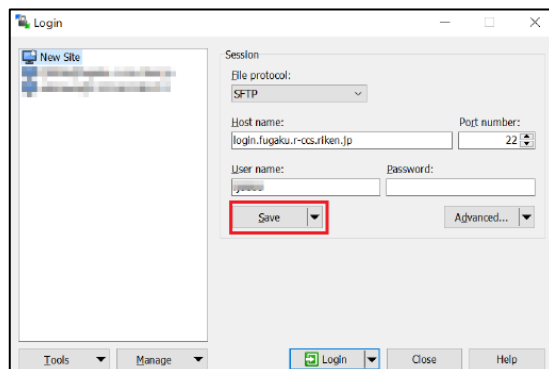 Login
New Site
Session
File protocol:
SFTP
Host name:
Port number:
login.fugaku.r-ccs.riken.jp
22
User name:
Password:
Save
Advanced...
Tools
Manage
Login
Close
Help